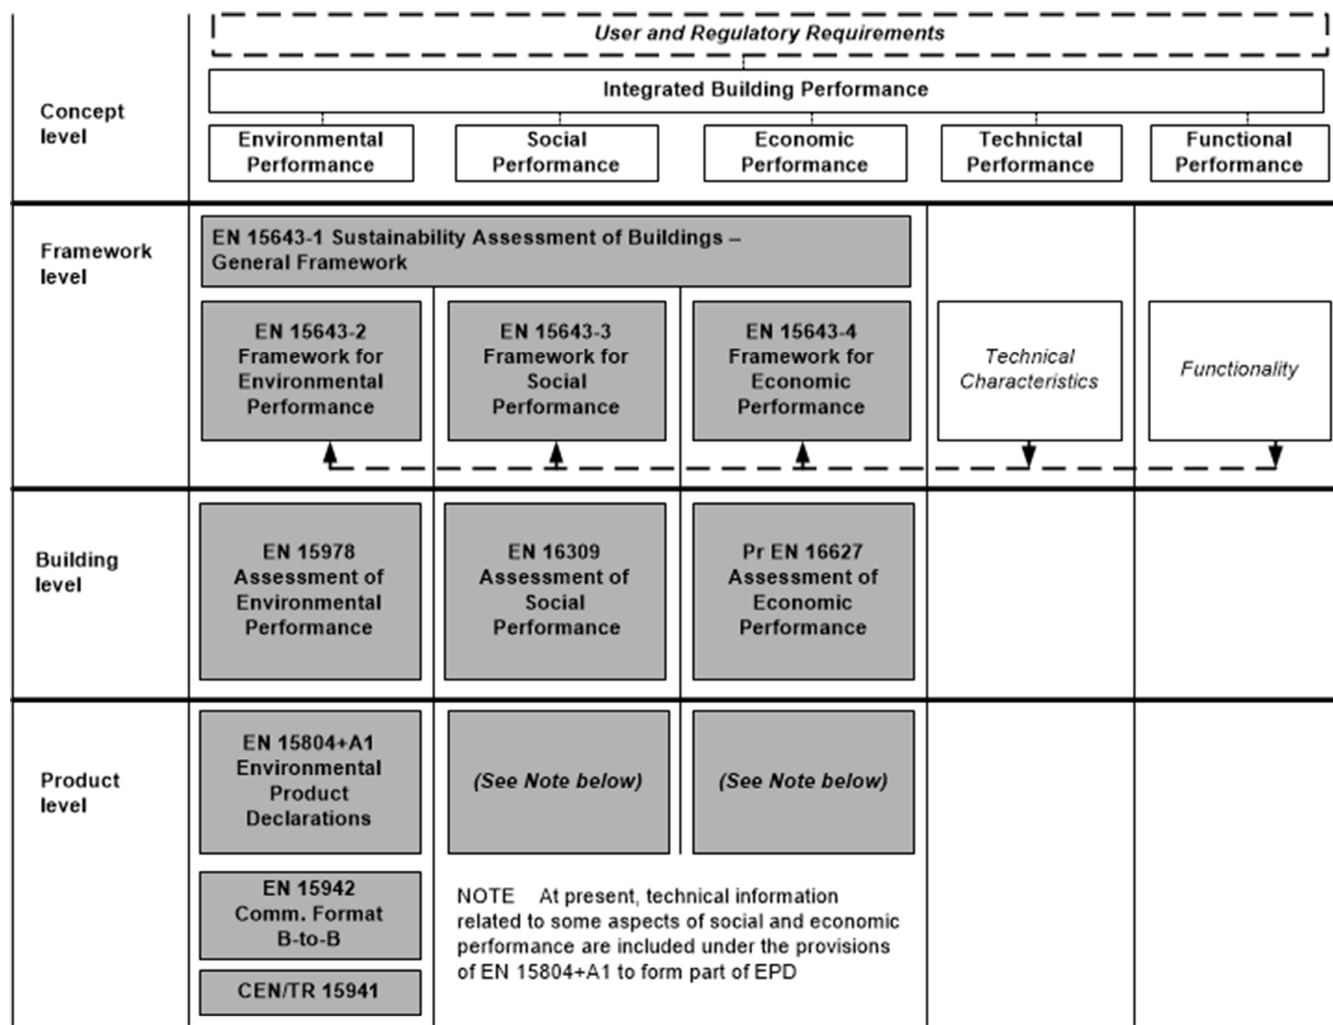 User and Regulatory Requirements
Integrated Building Performance
Concept
level
Environmental
Performance
Social
Performance
Economic
Performance
Technictal
Performance
Functional
Performance
Framework
level
EN 15643-1 Sustainability Assessment of Buildings –
General Framework
EN 15643-2
Framework for
Environmental
Performance
EN 15643-3
Framework for
Social
Performance
EN 15643-4
Framework for
Economic
Performance
Technical
Characteristics
Functionality
Building
level
EN 15978
Assessment of
Environmental
Performance
EN 16309
Assessment of
Social
Performance
Pr EN 16627
Assessment of
Economic
Performance
Product
level
EN 15804+A1
Environmental
Product
Declarations
(See Note below)
(See Note below)
EN 15942
Comm. Format
B-to-B
CEN/TR 15941
NOTE At present, technical information
related to some aspects of social and economic
performance are included under the provisions
of EN 15804+A1 to form part of EPD